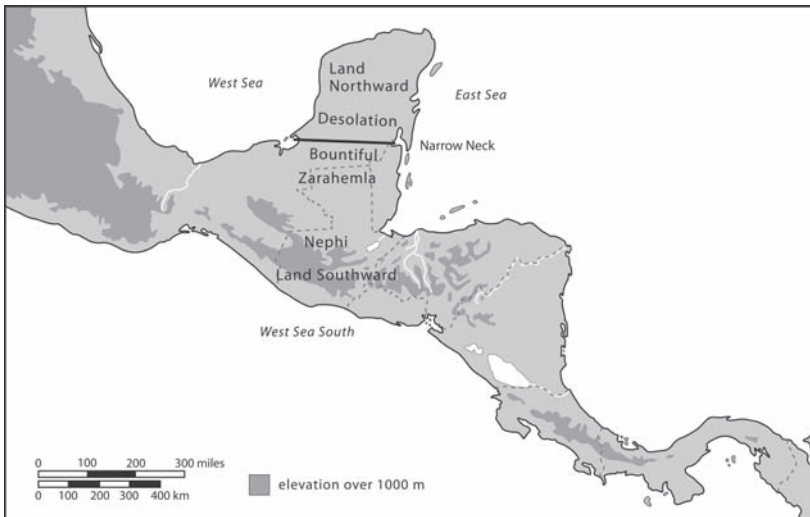 West Sea
Land
Northward
East Sea
Desolation
Narrow Neck
Bountiful
Zarahemla
Nephi
Land Southward
West Sea South
0 100 200 300 miles
0 100 200 300 400 km
elevation over 1000 m